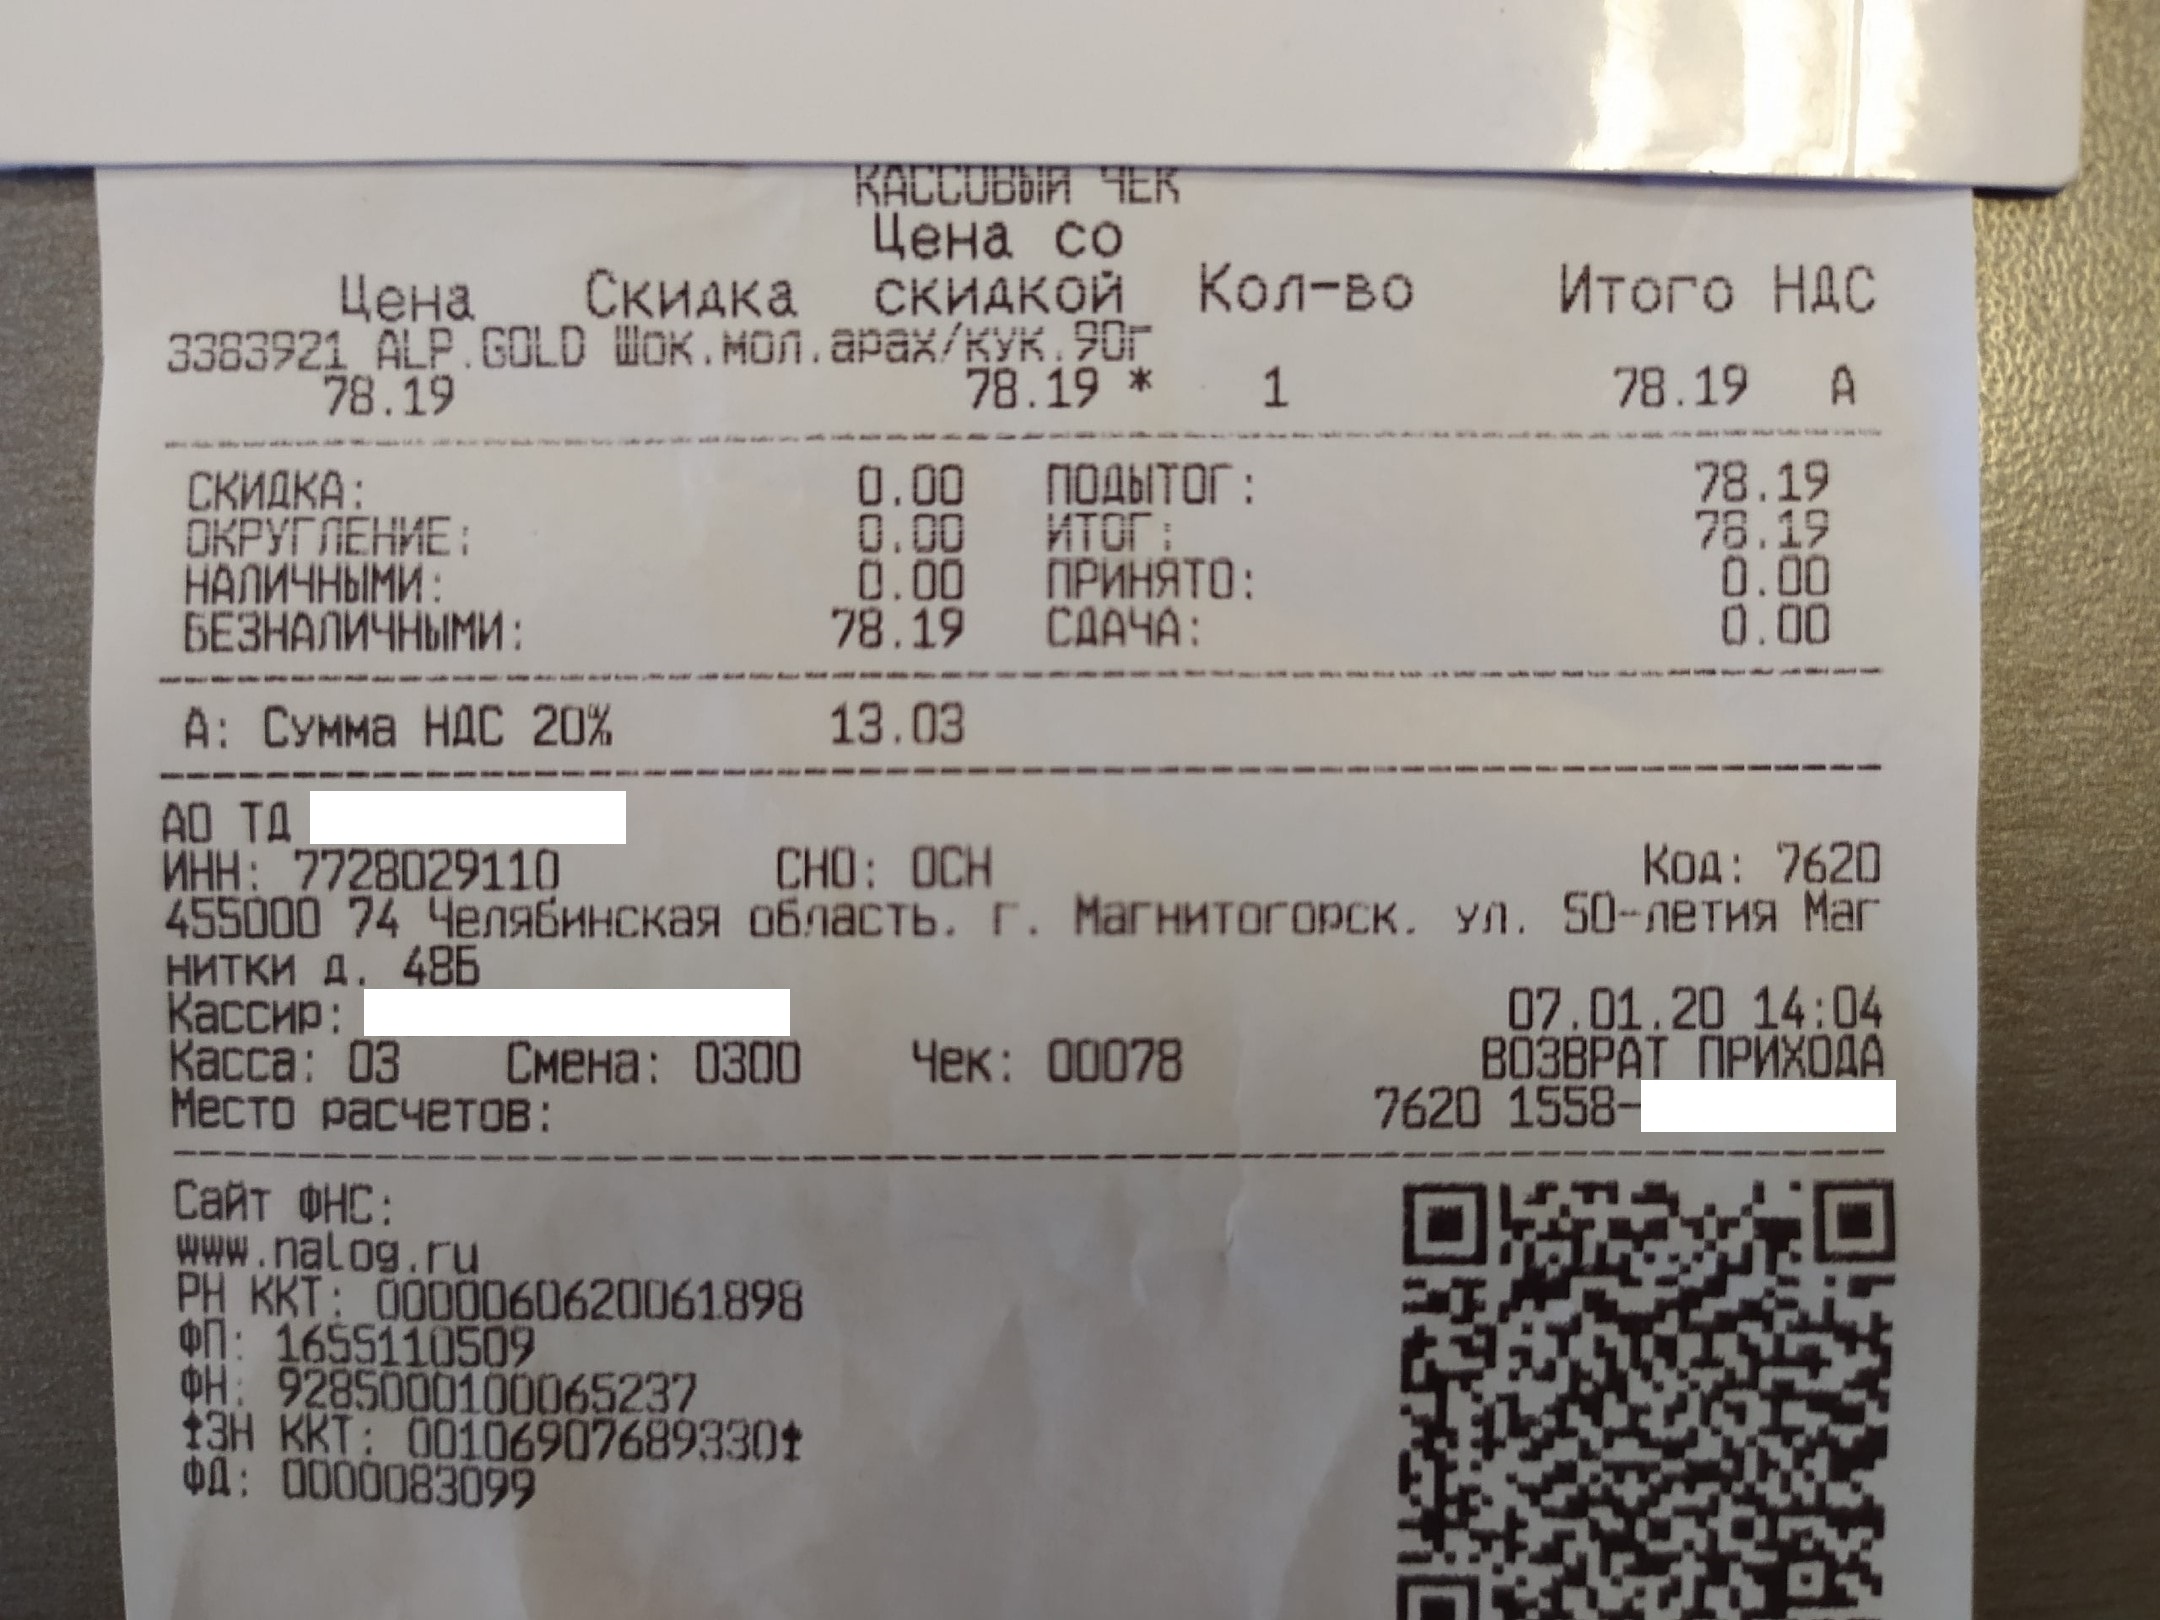 КАССОВЫЙ ЧЕК
Цена Скидка Цена со скидкой Кол-во Итого НДС
3383921 ALP.GOLD Шок.мол.арах/кук.90г
78.19 78.19 * 1 78.19 А
СКИДКА: 0.00 ПОДЫТОГ: 78.19
ОКРУГЛЕНИЕ: 0.00 ИТОГ: 78.19
НАЛИЧНЫМИ: 0.00 ПРИНЯТО: 0.00
БЕЗНАЛИЧНЫМИ: 78.19 СДАЧА: 0.00
А: Сумма НДС 20% 13.03
АО ТД
ИНН: 7728029110 СНО: ОСН Код: 7620
455000 74 Челябинская область. г. Магнитогорск. ул. 50-летия Маг
нитки д. 48Б
Кассир: 07.01.20 14:04
Касса: 03 Смена: 0300 Чек: 00078 ВОЗВРАТ ПРИХОДА
Место расчетов: 7620 1558-
Сайт ФНС:
www.nalog.ru
РН ККТ: 0000060620061898
ФП: 1655110509
ФН: 9285000100065237
‡ЗН ККТ: 00106907689330‡
ФД: 0000083099